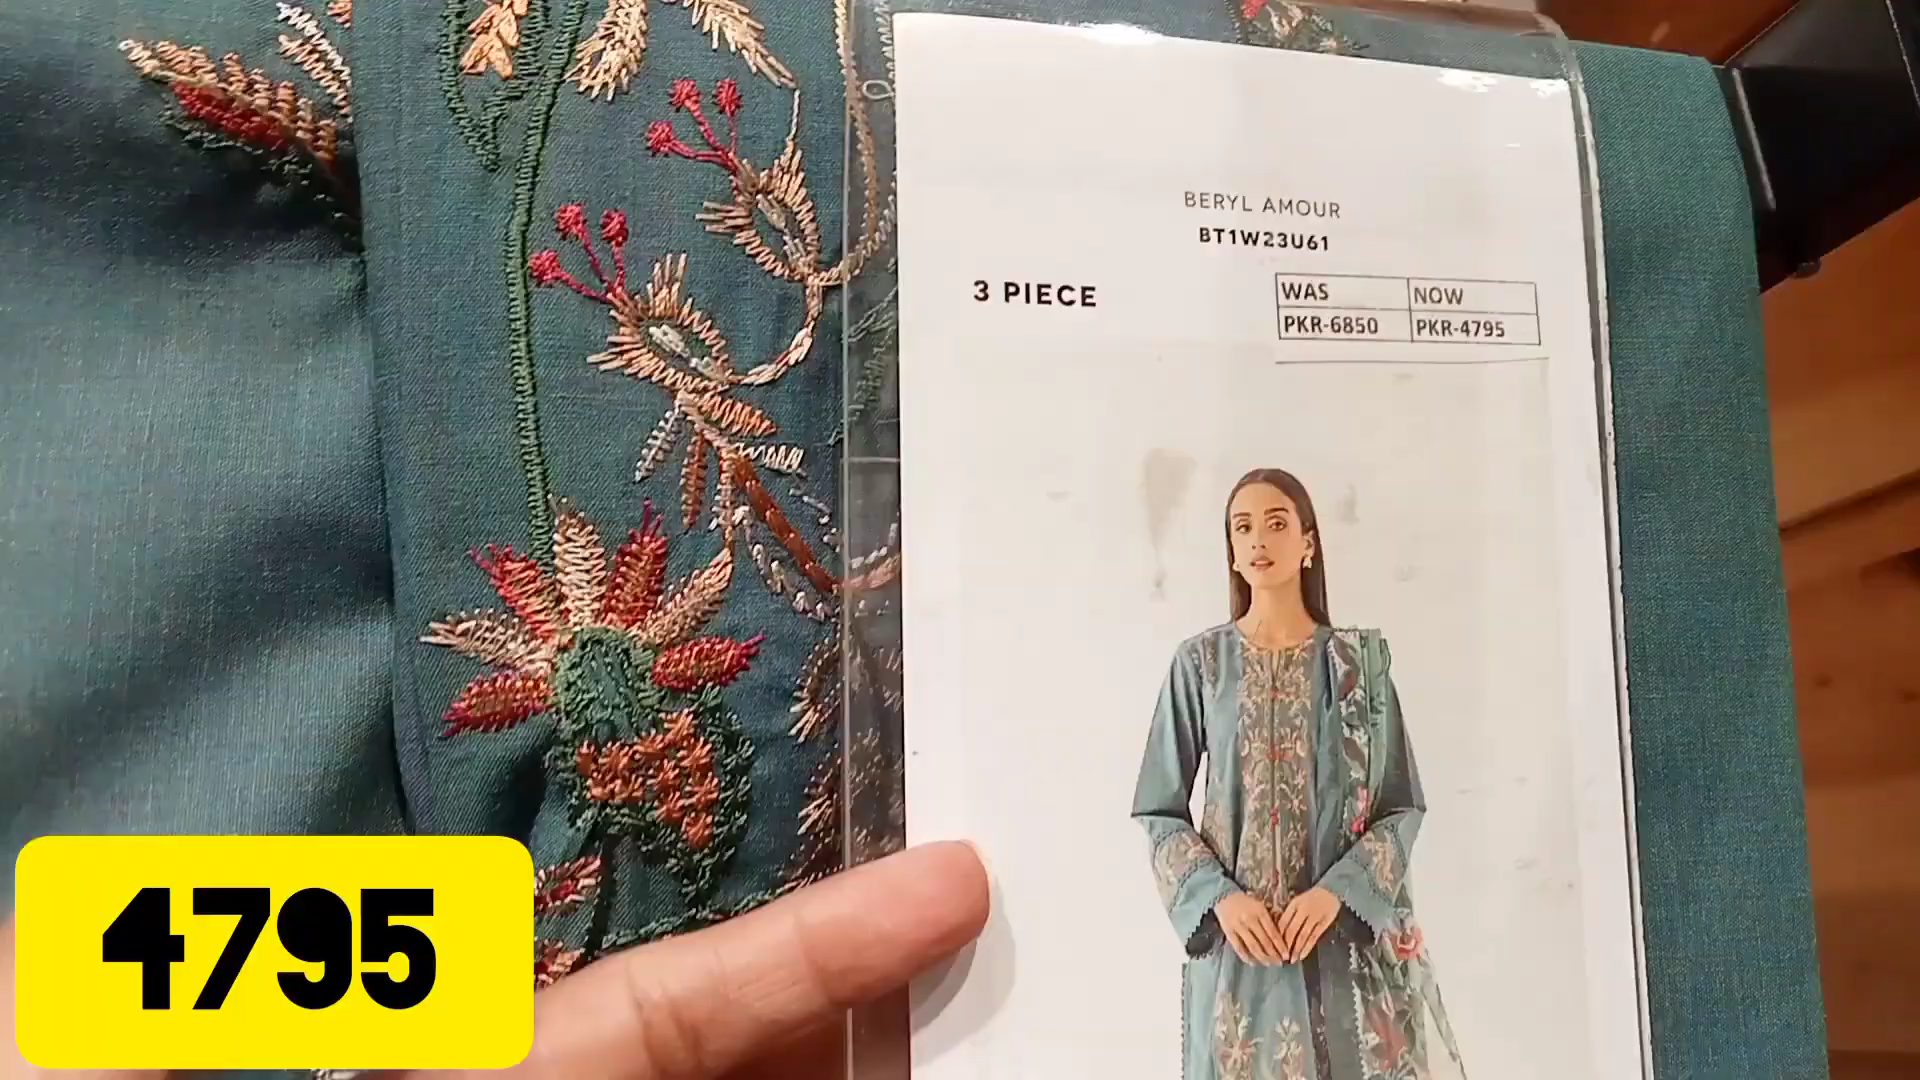 BERYL AMOUR
BT1W23U61
3 PIECE
WAS NOW
PKR-6850 PKR-4795
4795